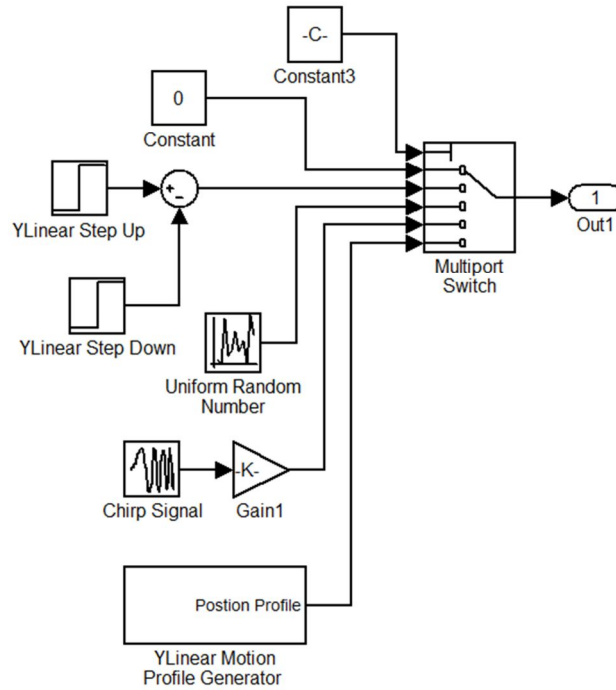 -C-
Constant3
0
Constant
YLinear Step Up
+
-
1
Out1
Multiport
Switch
YLinear Step Down
Uniform Random
Number
-K-
Chirp Signal
Gain1
Postion Profile
YLinear Motion
Profile Generator